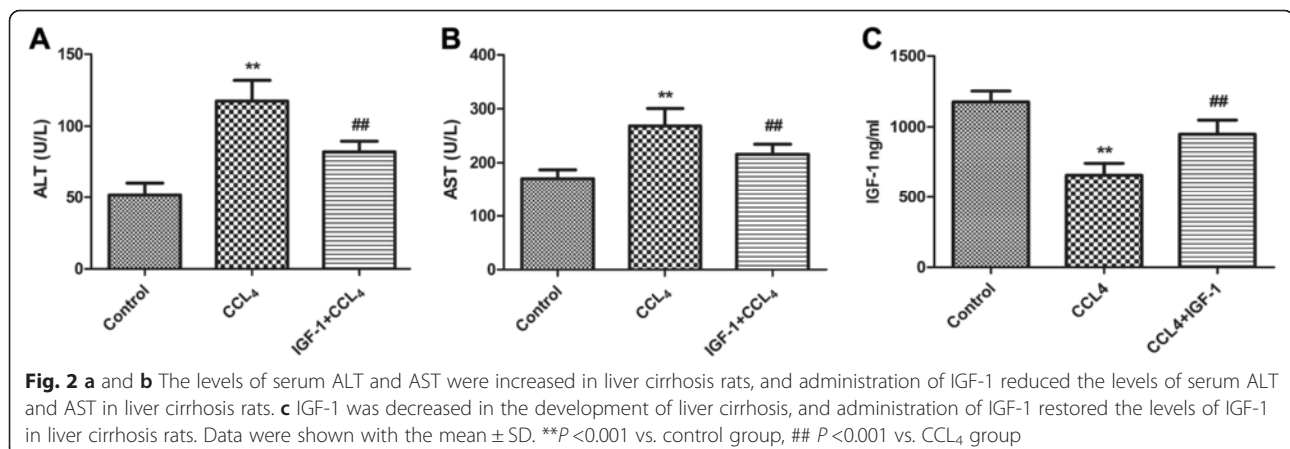 A
B
C
150
100
50
0
ALT (U/L)
**
##
Control
CCL₄
IGF-1+CCL₄
400
300
200
100
0
AST (U/L)
**
##
Control
CCL₄
IGF-1+CCL₄
1500
1000
500
0
IGF-1 ng/ml
**
##
Control
CCL4
CCL4+IGF-1
Fig. 2 a and b The levels of serum ALT and AST were increased in liver cirrhosis rats, and administration of IGF-1 reduced the levels of serum ALT
and AST in liver cirrhosis rats. c IGF-1 was decreased in the development of liver cirrhosis, and administration of IGF-1 restored the levels of IGF-1
in liver cirrhosis rats. Data were shown with the mean ± SD. **P <0.001 vs. control group, ## P <0.001 vs. CCL₄ group